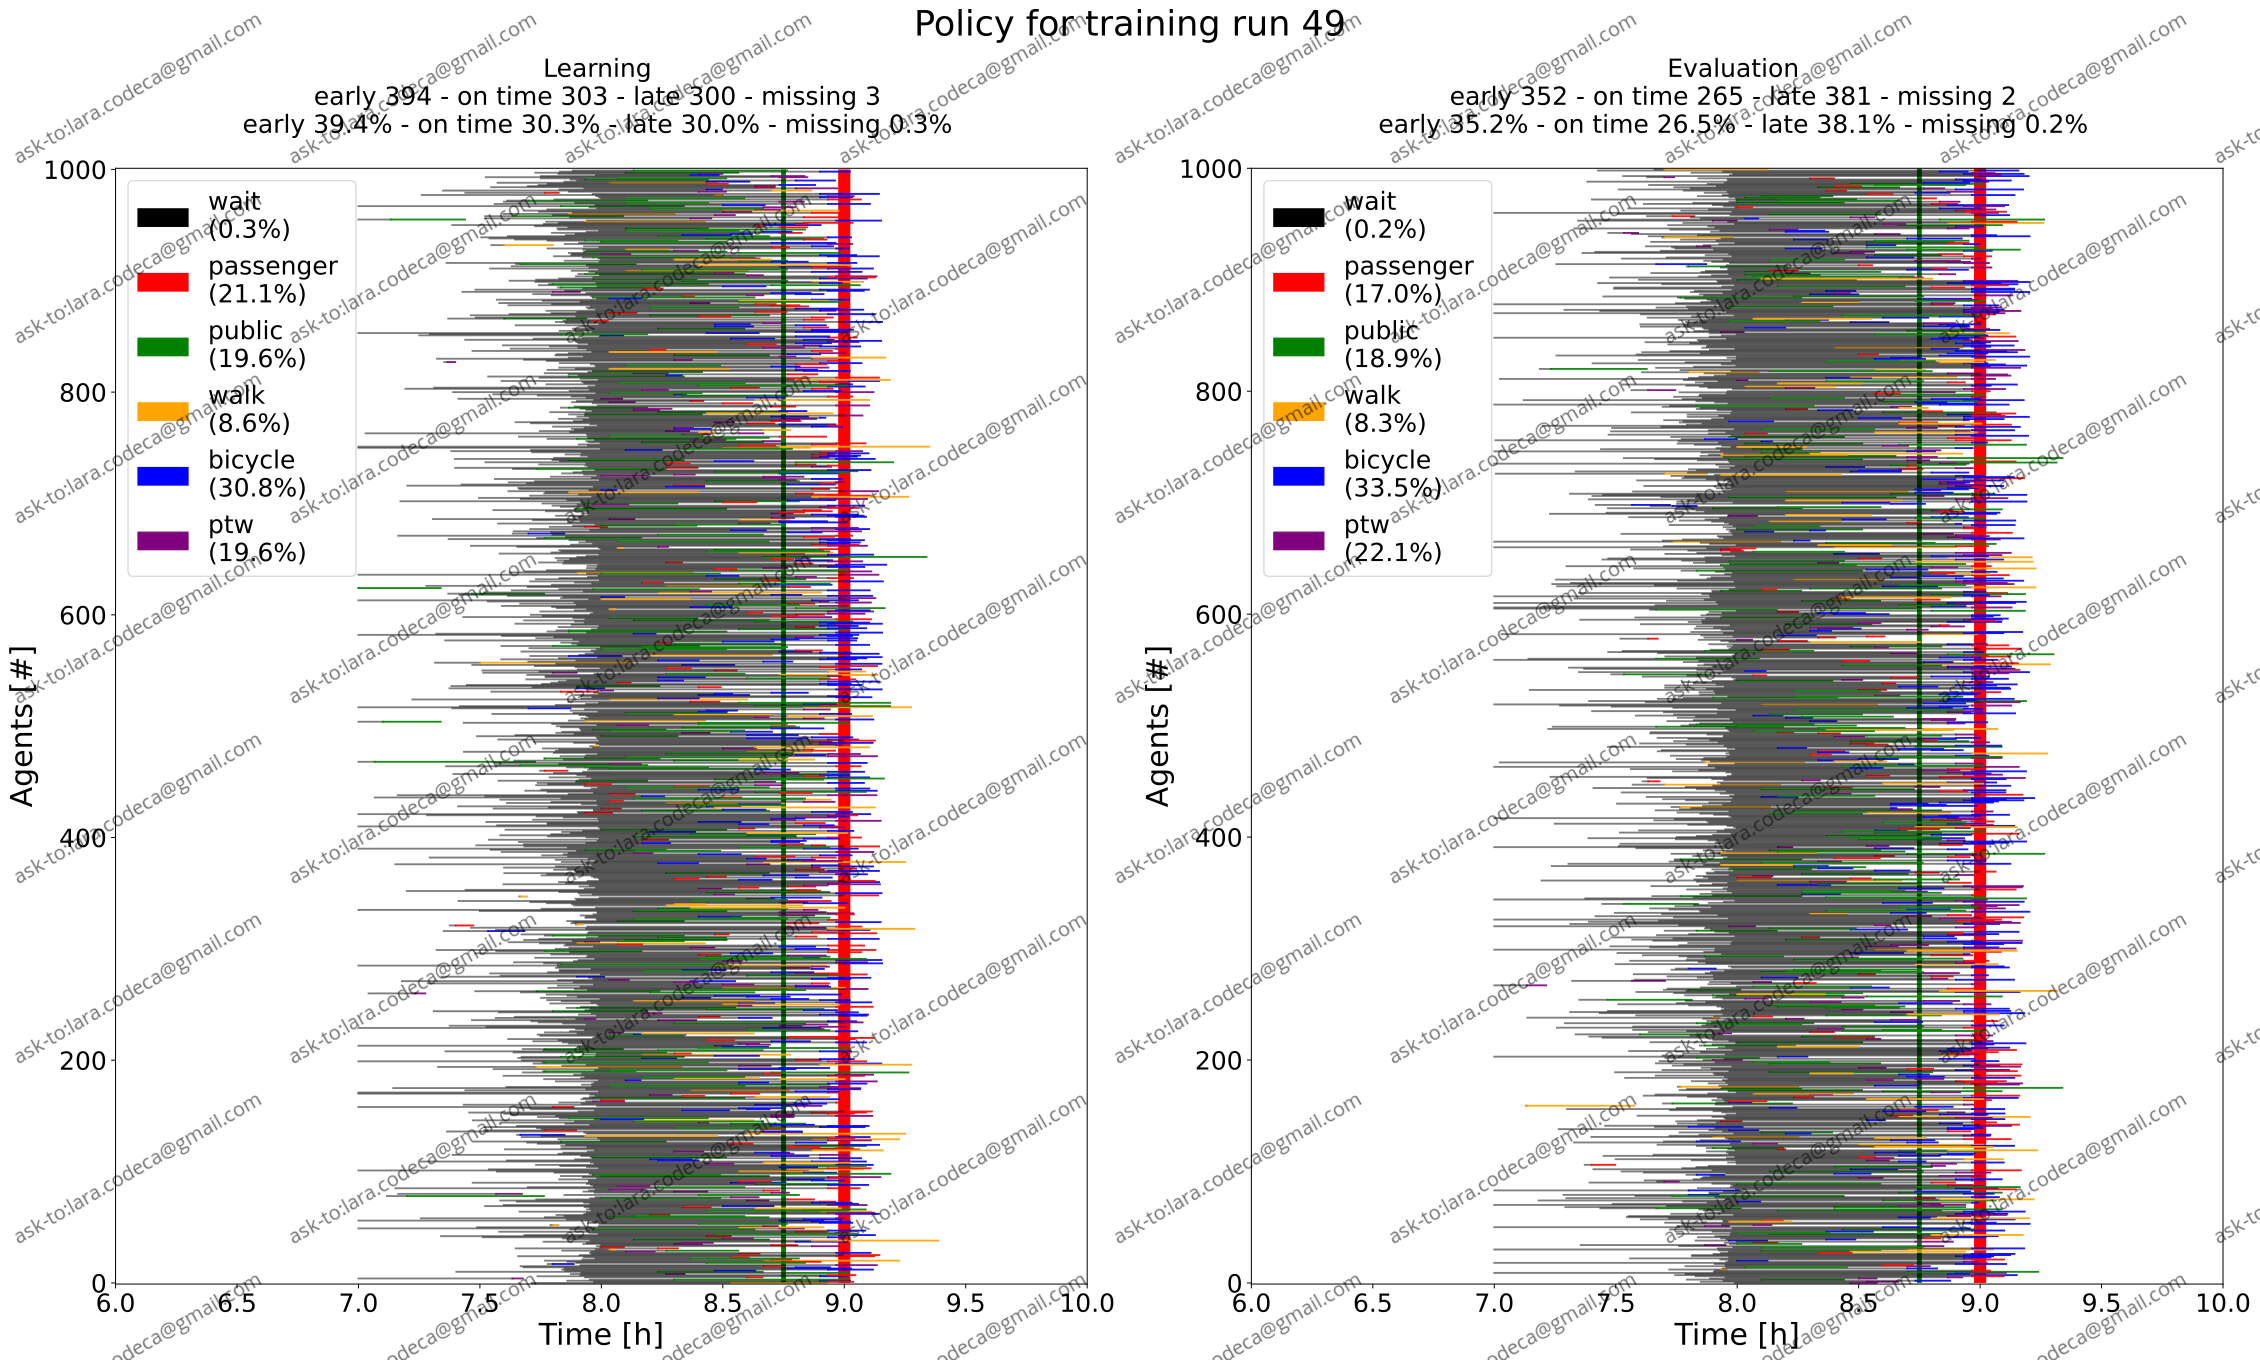 Policy for training run 49
Learning
early 394 - on time 303 - late 300 - missing 3
early 39.4% - on time 30.3% - late 30.0% - missing 0.3%
1000
800
600
400
200
0
Agents [#]
wait
(0.3%)
passenger
(21.1%)
public
(19.6%)
walk
(8.6%)
bicycle
(30.8%)
ptw
(19.6%)
6.0 6.5 7.0 7.5 8.0 8.5 9.0 9.5 10.0
Time [h]
Evaluation
early 352 - on time 265 - late 381 - missing 2
early 35.2% - on time 26.5% - late 38.1% - missing 0.2%
1000
800
600
400
200
0
Agents [#]
wait
(0.2%)
passenger
(17.0%)
public
(18.9%)
walk
(8.3%)
bicycle
(33.5%)
ptw
(22.1%)
6.0 6.5 7.0 7.5 8.0 8.5 9.0 9.5 10.0
Time [h]
ask-to:lara.codeca@gmail.com